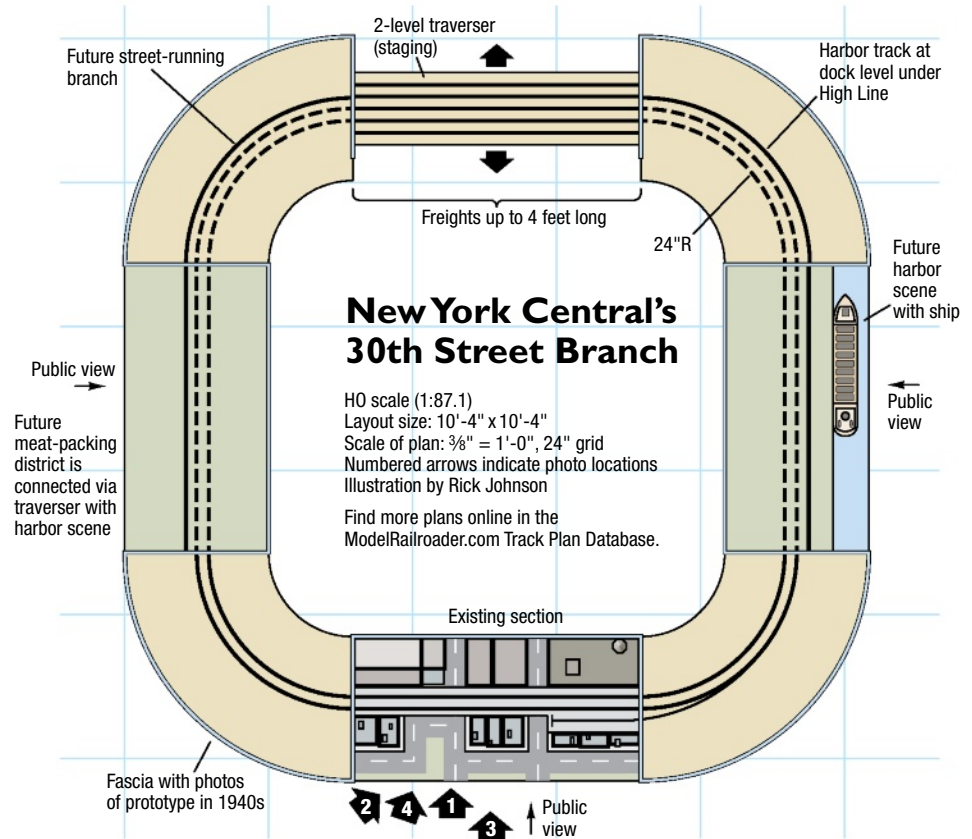 2-level traverser
(staging)
Future street-running
branch
Harbor track at
dock level under
High Line
Freights up to 4 feet long
24"R
Future
harbor
scene
with ship
New York Central's
30th Street Branch
Public view
Public
view
HO scale (1:87.1)
Layout size: 10'-4" x 10'-4"
Scale of plan: ⅜" = 1'-0", 24" grid
Numbered arrows indicate photo locations
Illustration by Rick Johnson
Find more plans online in the
ModelRailroader.com Track Plan Database.
Future
meat-packing
district is
connected via
traverser with
harbor scene
Existing section
Fascia with photos
of prototype in 1940s
2
4
1
3
Public
view